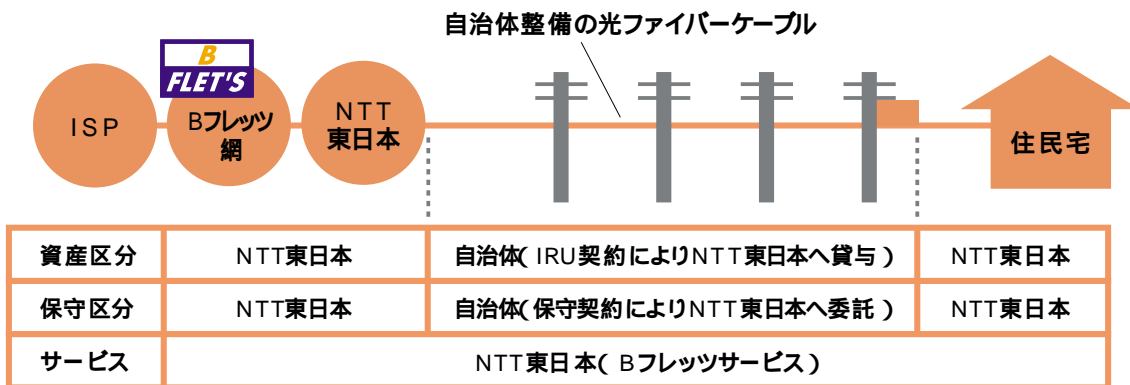 自治体整備の光ファイバーケーブル
B
FLET'S
ISP
Bフレッツ
網
NTT
東日本
住民宅
資産区分 NTT東日本 自治体(IRU契約によりNTT東日本へ貸与) NTT東日本
保守区分 NTT東日本 自治体(保守契約によりNTT東日本へ委託) NTT東日本
サービス NTT東日本(Bフレッツサービス)